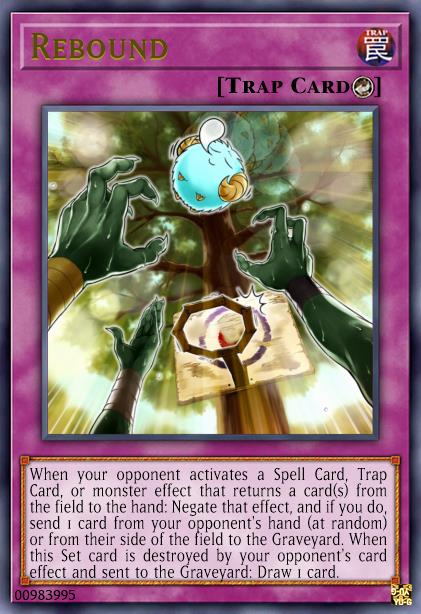 REBOUND
TRAP
罠
[TRAP CARD]
When your opponent activates a Spell Card, Trap
Card, or monster effect that returns a card(s) from
the field to the hand: Negate that effect, and if you do,
send 1 card from your opponent's hand (at random)
or from their side of the field to the Graveyard. When
this Set card is destroyed by your opponent's card
effect and sent to the Graveyard: Draw 1 card.
00983995